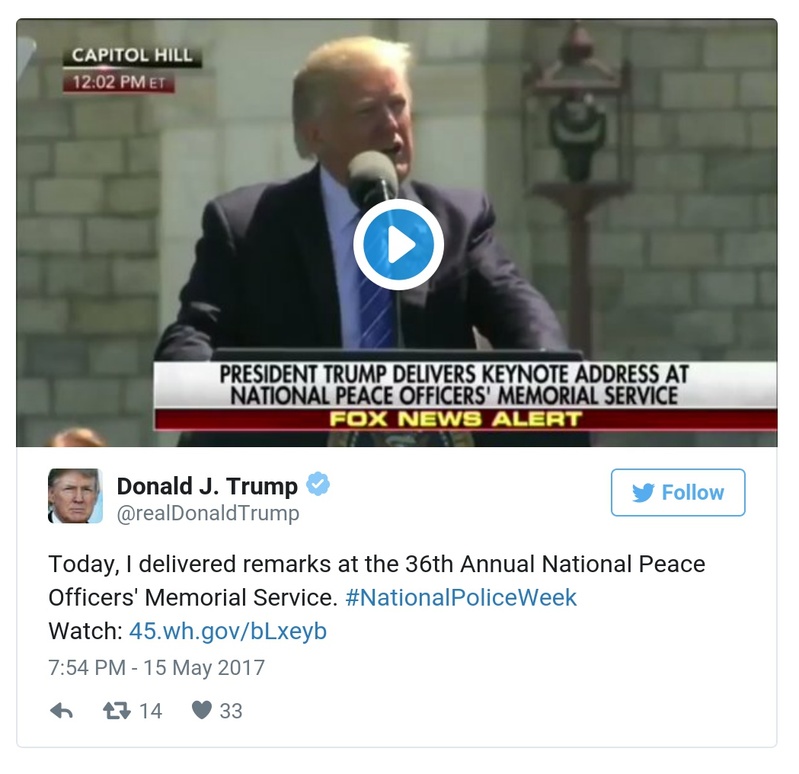 CAPITOL HILL
12:02 PM ET
PRESIDENT TRUMP DELIVERS KEYNOTE ADDRESS AT
NATIONAL PEACE OFFICERS' MEMORIAL SERVICE
FOX NEWS ALERT
Donald J. Trump
@realDonaldTrump
Follow
Today, I delivered remarks at the 36th Annual National Peace
Officers' Memorial Service. #NationalPoliceWeek
Watch: 45.wh.gov/bLxeyb
7:54 PM - 15 May 2017
14 33